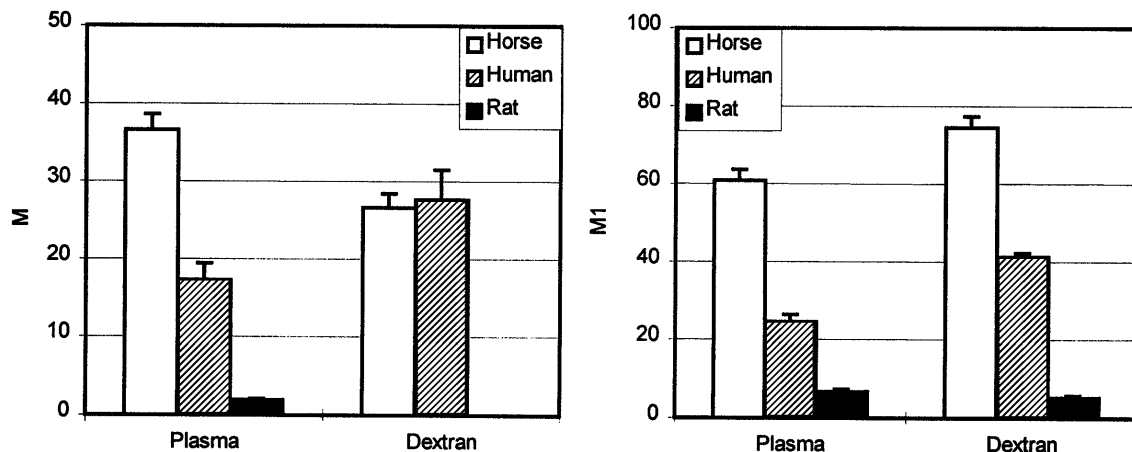 50
40
30
20
10
0
M
Horse
Human
Rat
Plasma
Dextran
100
80
60
40
20
0
M1
Horse
Human
Rat
Plasma
Dextran